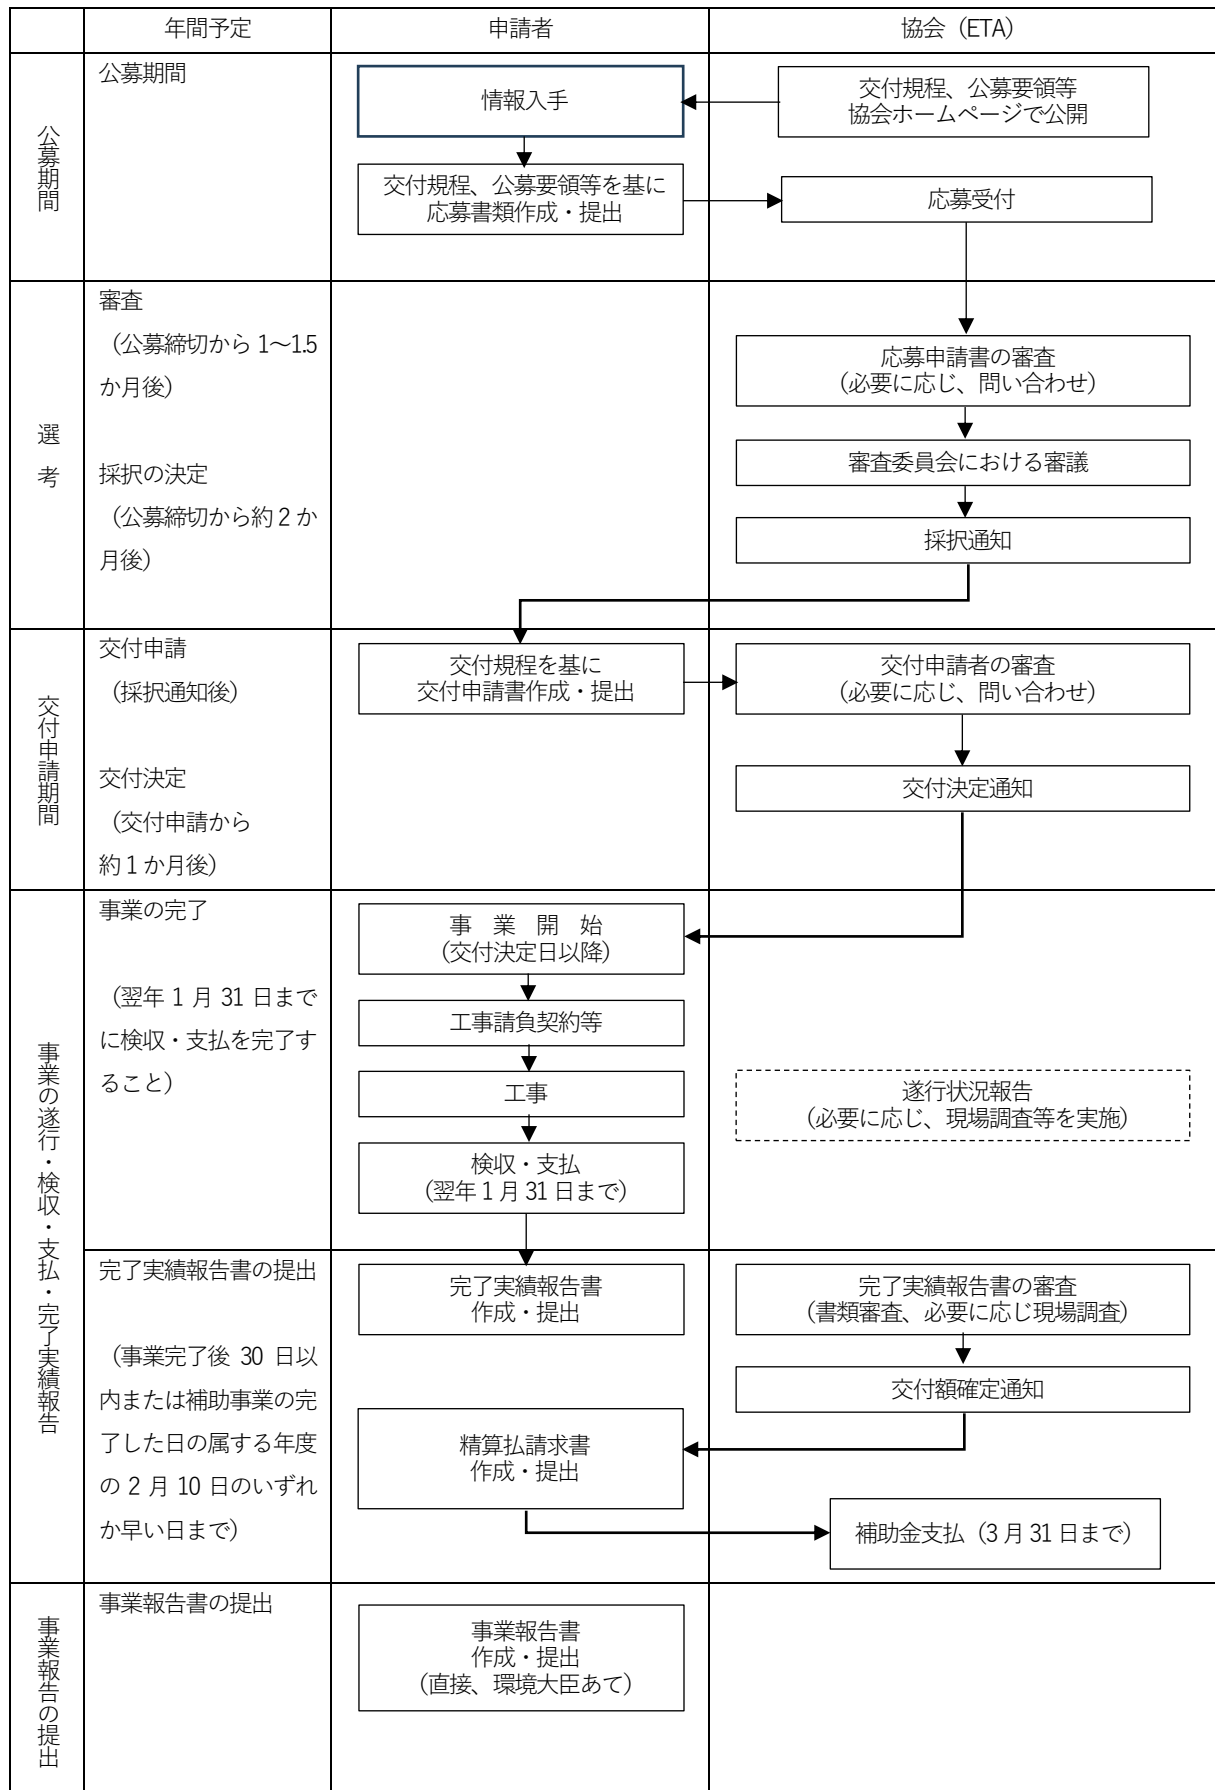 年間予定
申請者
協会（ETA）
公募期間
公募期間
情報入手
交付規程、公募要領等
協会ホームページで公開
交付規程、公募要領等を基に
応募書類作成・提出
応募受付
選考
審査
（公募締切から 1～1.5
か月後）
採択の決定
（公募締切から約 2 か
月後）
応募申請書の審査
（必要に応じ、問い合わせ）
審査委員会における審議
採択通知
交付申請期間
交付申請
（採択通知後）
交付決定
（交付申請から
約 1 か月後）
交付規程を基に
交付申請書作成・提出
交付申請者の審査
（必要に応じ、問い合わせ）
交付決定通知
事業の遂行・検収・支払・完了実績報告
事業の完了
（翌年 1 月 31 日まで
に検収・支払を完了す
ること）
事　業　開　始
（交付決定日以降）
工事請負契約等
工事
検収・支払
（翌年 1 月 31 日まで）
遂行状況報告
（必要に応じ、現場調査等を実施）
完了実績報告書の提出
（事業完了後 30 日以
内または補助事業の完
了した日の属する年度
の 2 月 10 日のいずれ
か早い日まで）
完了実績報告書
作成・提出
完了実績報告書の審査
（書類審査、必要に応じ現場調査）
交付額確定通知
精算払請求書
作成・提出
補助金支払（3 月 31 日まで）
事業報告の提出
事業報告書の提出
事業報告書
作成・提出
（直接、環境大臣あて）